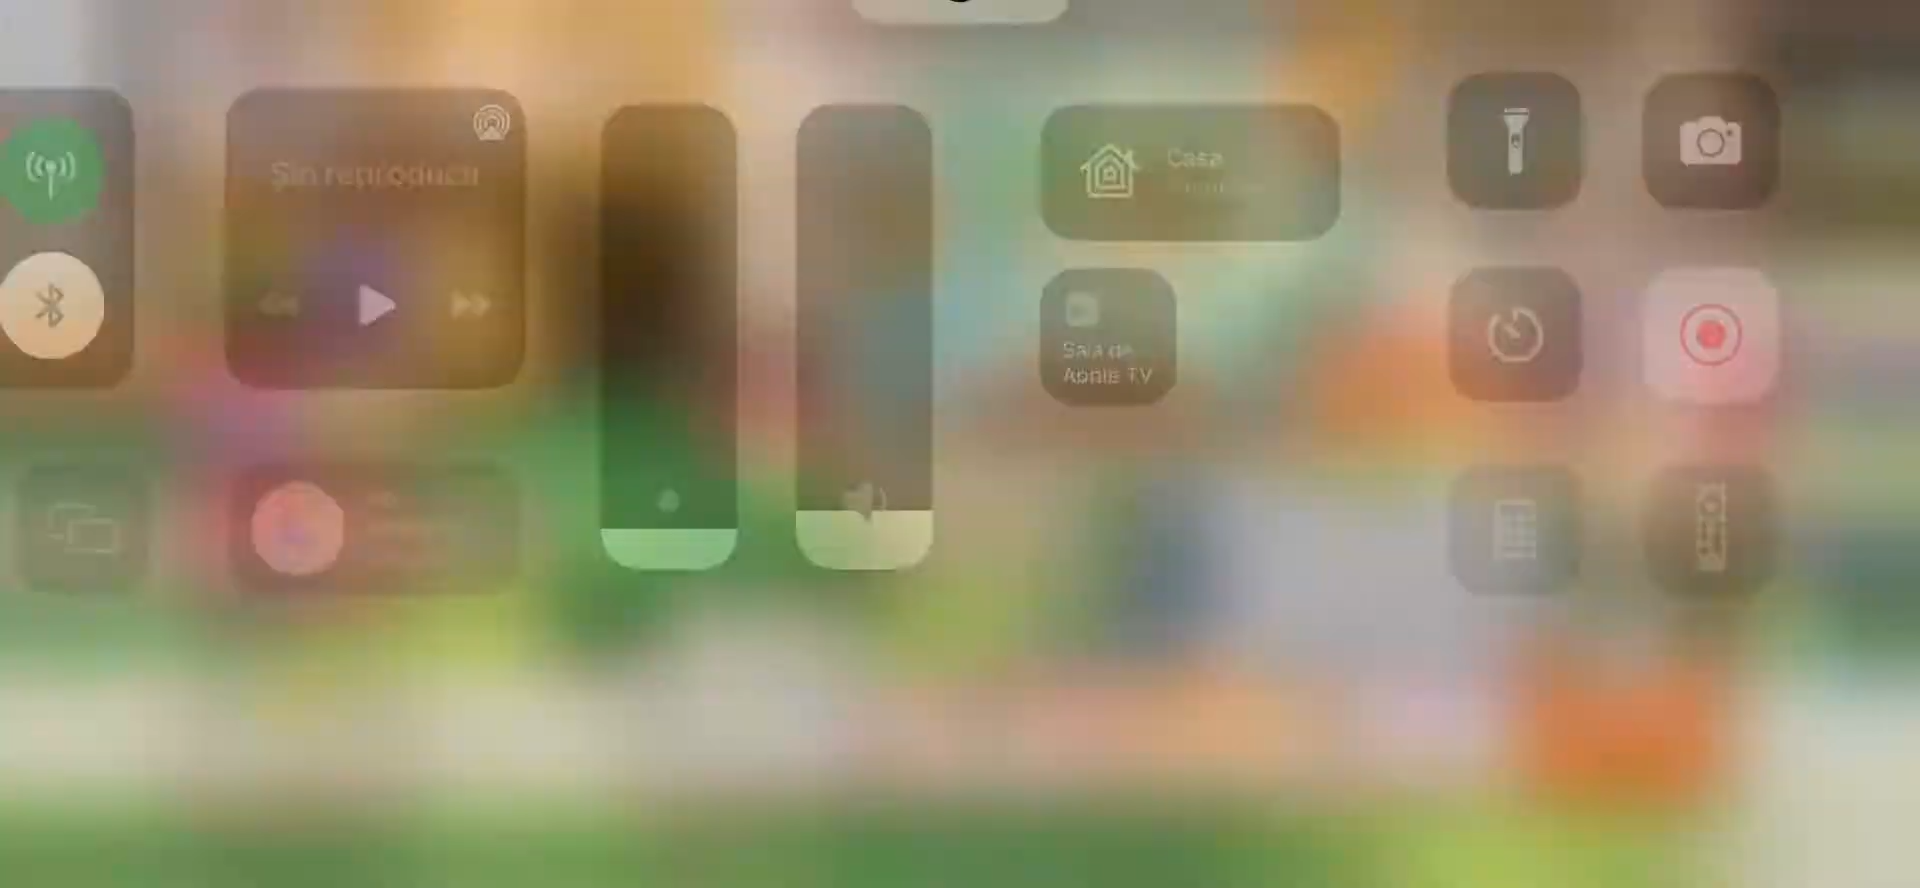 Sin reproducir
Casa
Sala de
Apple TV